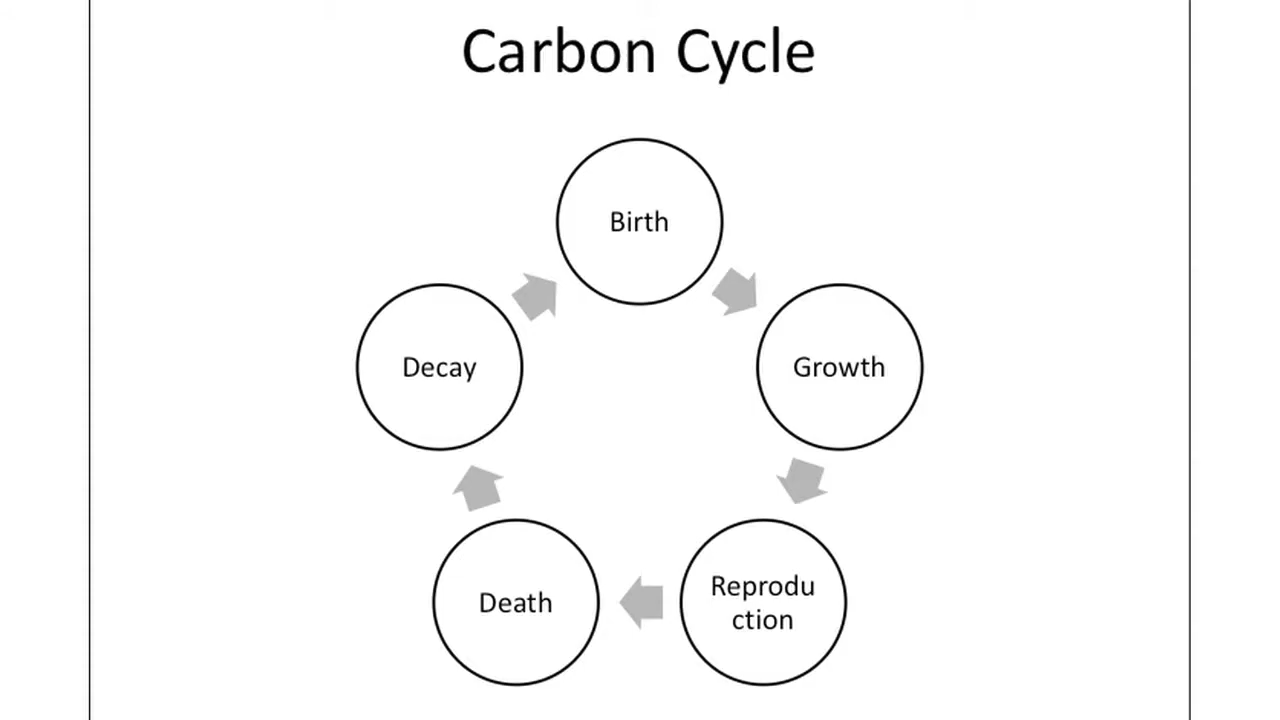 Carbon Cycle
Birth
Growth
Reprodu
ction
Death
Decay